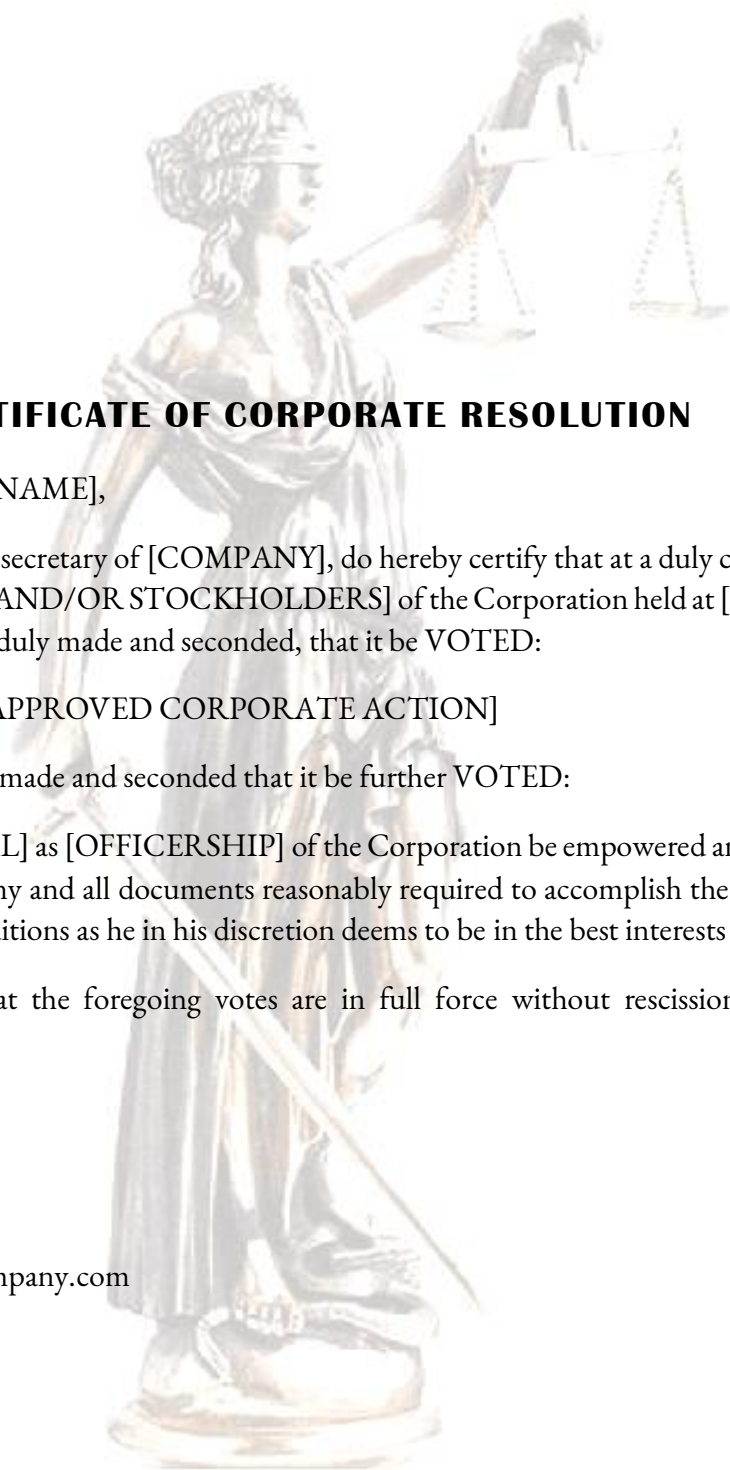 TIFICATE OF CORPORATE RESOLUTION
NAME],
secretary of [COMPANY], do hereby certify that at a duly c
AND/OR STOCKHOLDERS] of the Corporation held at [
duly made and seconded, that it be VOTED:
APPROVED CORPORATE ACTION]
made and seconded that it be further VOTED:
L] as [OFFICERSHIP] of the Corporation be empowered an
ny and all documents reasonably required to accomplish the
litions as he in his discretion deems to be in the best interests
at the foregoing votes are in full force without rescission
mpany.com